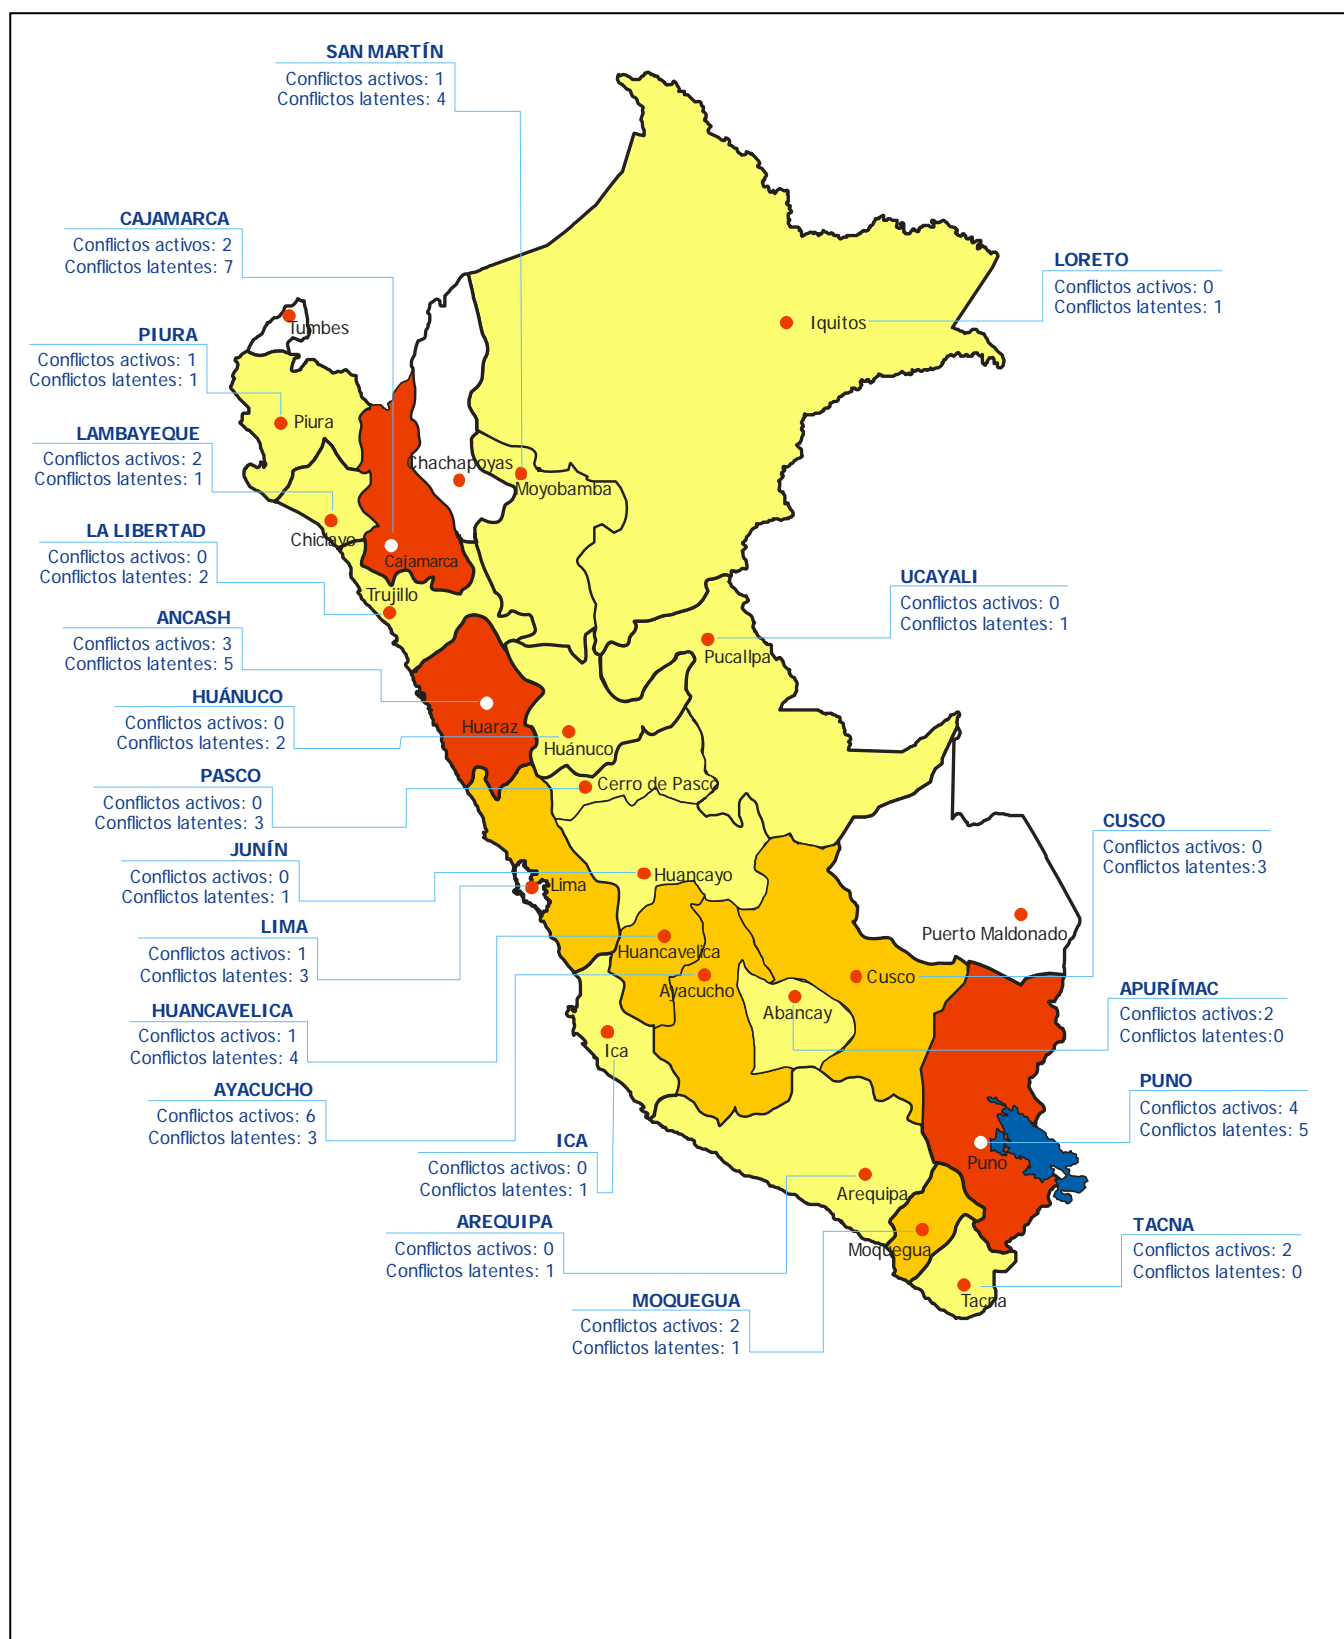 SAN MARTÍN
Conflictos activos: 1
Conflictos latentes: 4
CAJAMARCA
Conflictos activos: 2
Conflictos latentes: 7
LORETO
Conflictos activos: 0
Conflictos latentes: 1
Iquitos
Tumbes
PIURA
Conflictos activos: 1
Conflictos latentes: 1
Piura
LAMBAYEQUE
Conflictos activos: 2
Conflictos latentes: 1
Chachapoyas
Moyobamba
Chiclayo
LA LIBERTAD
Conflictos activos: 0
Conflictos latentes: 2
Cajamarca
Trujillo
UCAYALI
Conflictos activos: 0
Conflictos latentes: 1
Pucallpa
ANCASH
Conflictos activos: 3
Conflictos latentes: 5
Huaraz
HUÁNUCO
Conflictos activos: 0
Conflictos latentes: 2
Huánuco
PASCO
Conflictos activos: 0
Conflictos latentes: 3
Cerro de Pasco
CUSCO
Conflictos activos: 0
Conflictos latentes:3
JUNÍN
Conflictos activos: 0
Conflictos latentes: 1
Huancayo
Lima
LIMA
Conflictos activos: 1
Conflictos latentes: 3
Puerto Maldonado
Huancavelica
Cusco
Ayacucho
Abancay
APURÍMAC
Conflictos activos:2
Conflictos latentes:0
HUANCAVELICA
Conflictos activos: 1
Conflictos latentes: 4
Ica
AYACUCHO
Conflictos activos: 6
Conflictos latentes: 3
PUNO
Conflictos activos: 4
Conflictos latentes: 5
Puno
ICA
Conflictos activos: 0
Conflictos latentes: 1
Arequipa
AREQUIPA
Conflictos activos: 0
Conflictos latentes: 1
Moquegua
TACNA
Conflictos activos: 2
Conflictos latentes: 0
Tacna
MOQUEGUA
Conflictos activos: 2
Conflictos latentes: 1